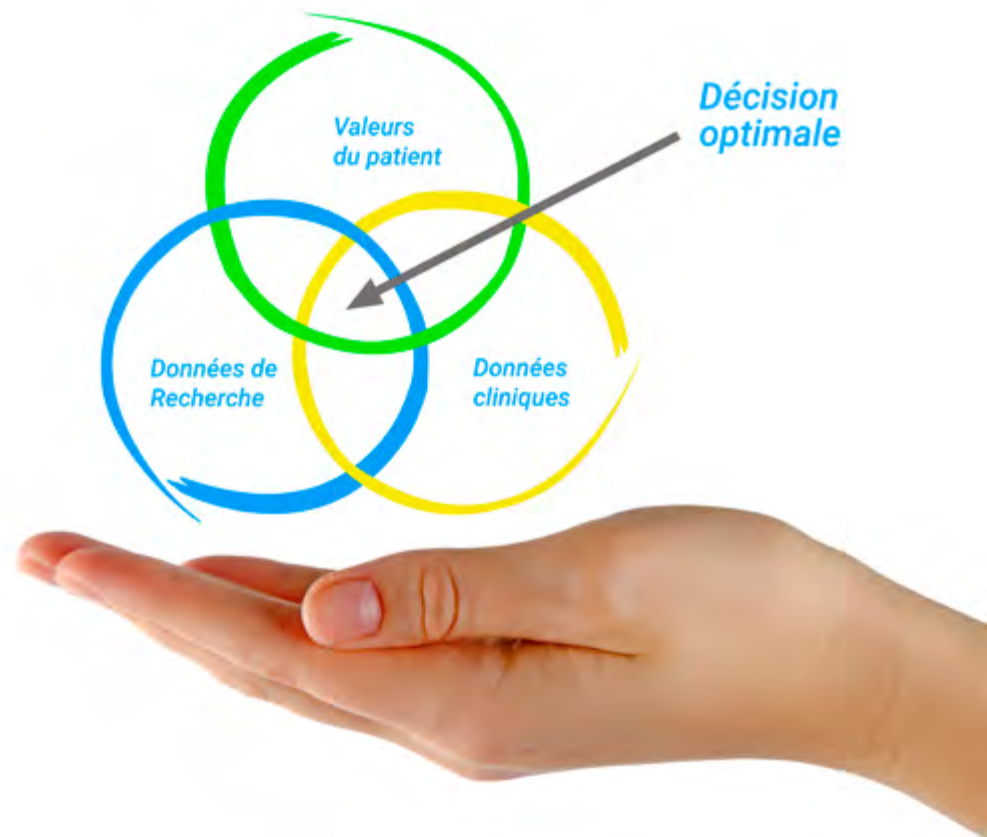 Décision
optimale
Valeurs
du patient
Données de
Recherche
Données
cliniques